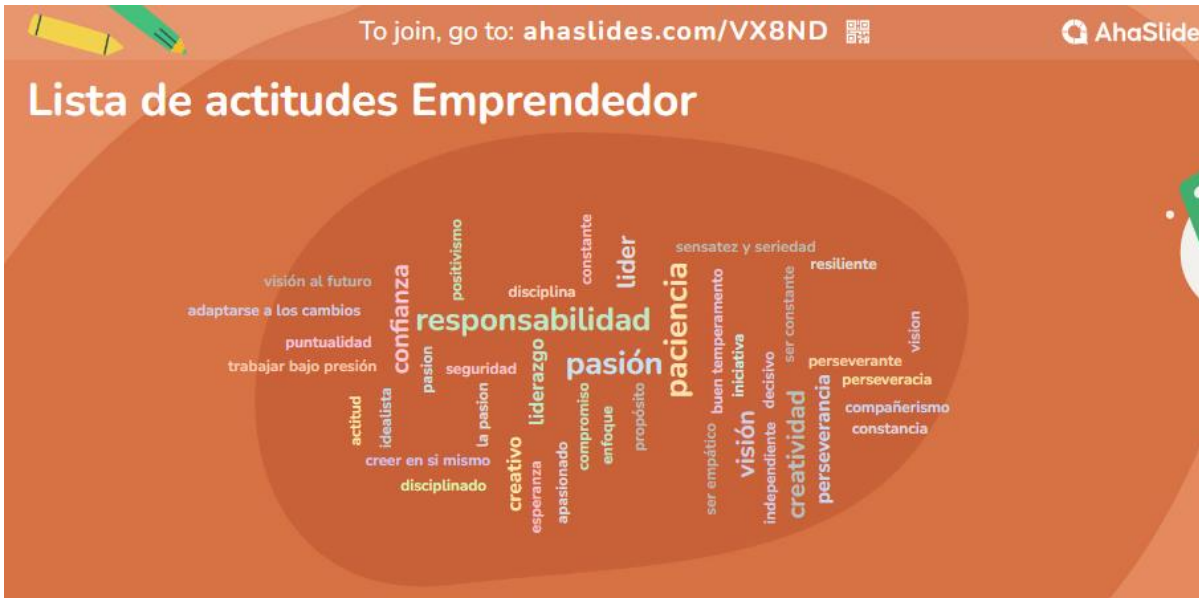 To join, go to: ahaslides.com/VX8ND
AhaSlide
Lista de actitudes Emprendedor
positivismo
constante
lider
sensatez y seriedad
resiliente
visión al futuro
confianza
disciplina
paciencia
buen temperamento
ser constante
adaptarse a los cambios
responsabilidad
vision
puntualidad
pasion
seguridad
liderazgo
pasión
iniciativa
decisivo
perseverante
trabajar bajo presión
perseveracia
actitud
idealista
la pasion
compromiso
enfoque
propósito
compañerismo
constancia
creer en si mismo
creativo
apasionado
ser empático
visión
independiente
creatividad
perseverancia
disciplinado
esperanza